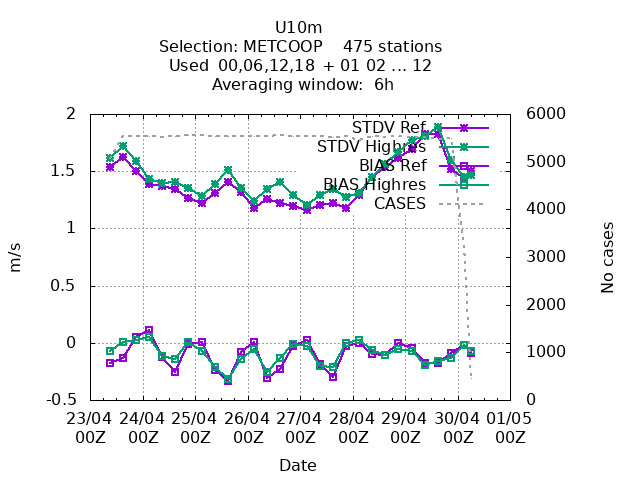 U10m
Selection: METCOOP    475 stations
Used  00,06,12,18 + 01 02 ... 12
Averaging window:  6h
2
1.5
1
0.5
0
-0.5
m/s
6000
5000
4000
3000
2000
1000
0
No cases
STDV Ref
STDV Highres
BIAS Ref
BIAS Highres
CASES
23/04 24/04 25/04 26/04 27/04 28/04 29/04 30/04 01/05
00Z 00Z 00Z 00Z 00Z 00Z 00Z 00Z 00Z
Date